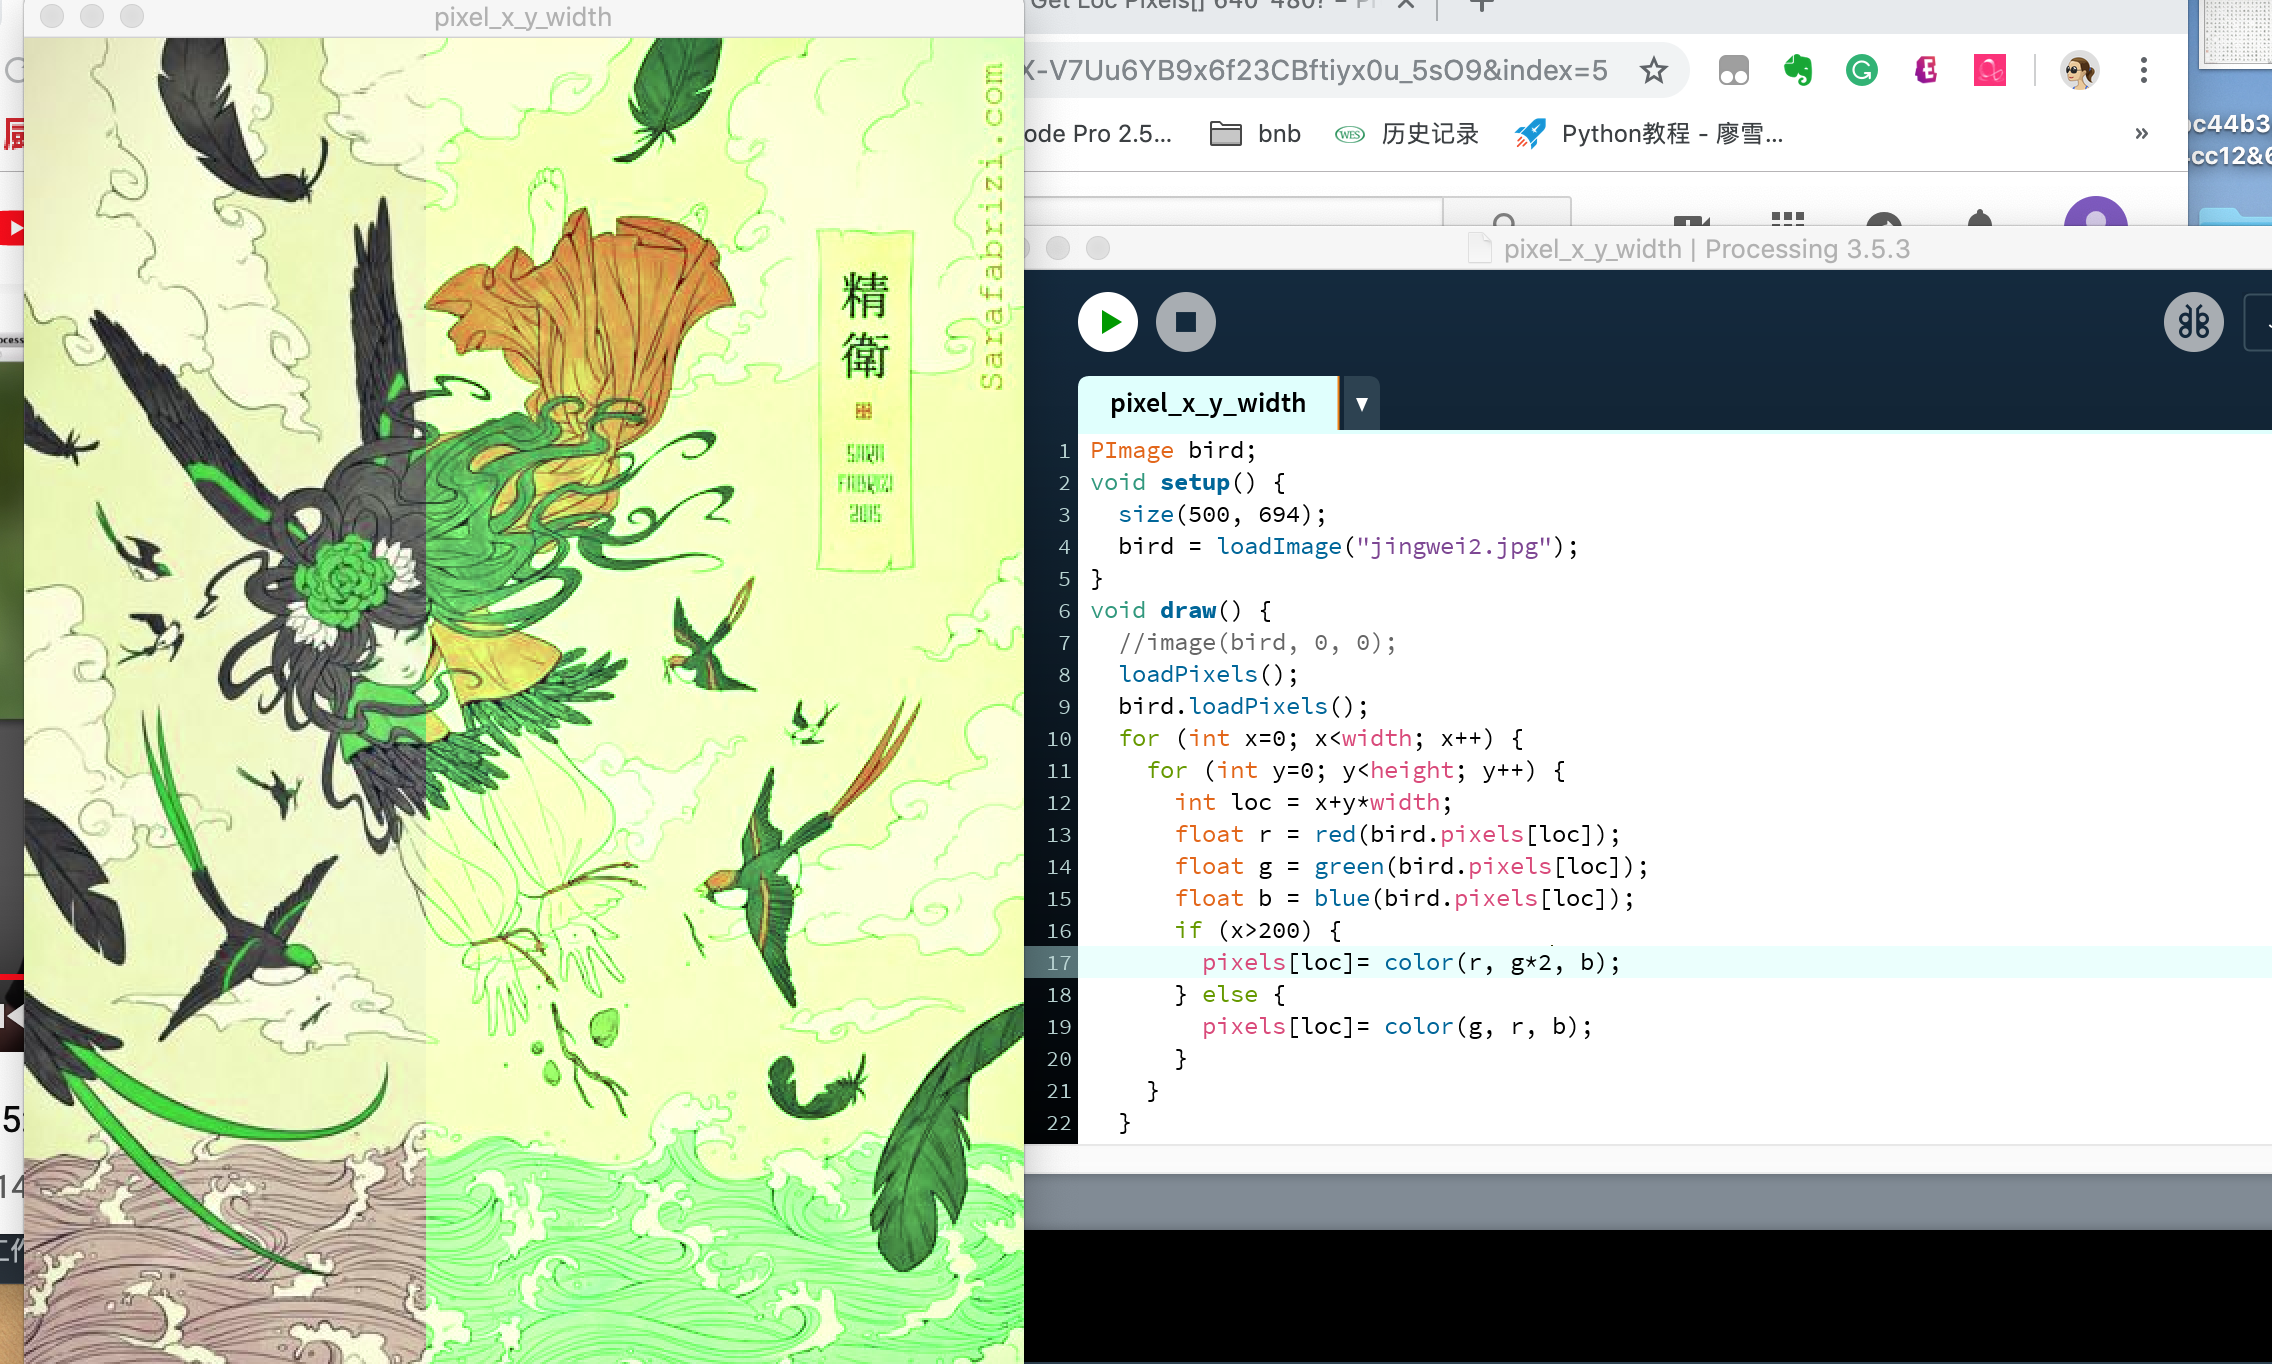 pixel_x_y_width
Sarafabrizi.com
精
衛
SARA
FABRIZI
2015
Get Loc Pixels[] 640*480?
X-V7Uu6YB9x6f23CBftiyx0u_5sO9&index=5
ode Pro 2.5...
bnb
WES
历史记录
Python教程 - 廖雪...
»
pixel_x_y_width | Processing 3.5.3
pixel_x_y_width
1 PImage bird;
2 void setup() {
3 size(500, 694);
4 bird = loadImage("jingwei2.jpg");
5 }
6 void draw() {
7 //image(bird, 0, 0);
8 loadPixels();
9 bird.loadPixels();
10 for (int x=0; x<width; x++) {
11 for (int y=0; y<height; y++) {
12 int loc = x+y*width;
13 float r = red(bird.pixels[loc]);
14 float g = green(bird.pixels[loc]);
15 float b = blue(bird.pixels[loc]);
16 if (x>200) {
17 pixels[loc]= color(r, g*2, b);
18 } else {
19 pixels[loc]= color(g, r, b);
20 }
21 }
22 }